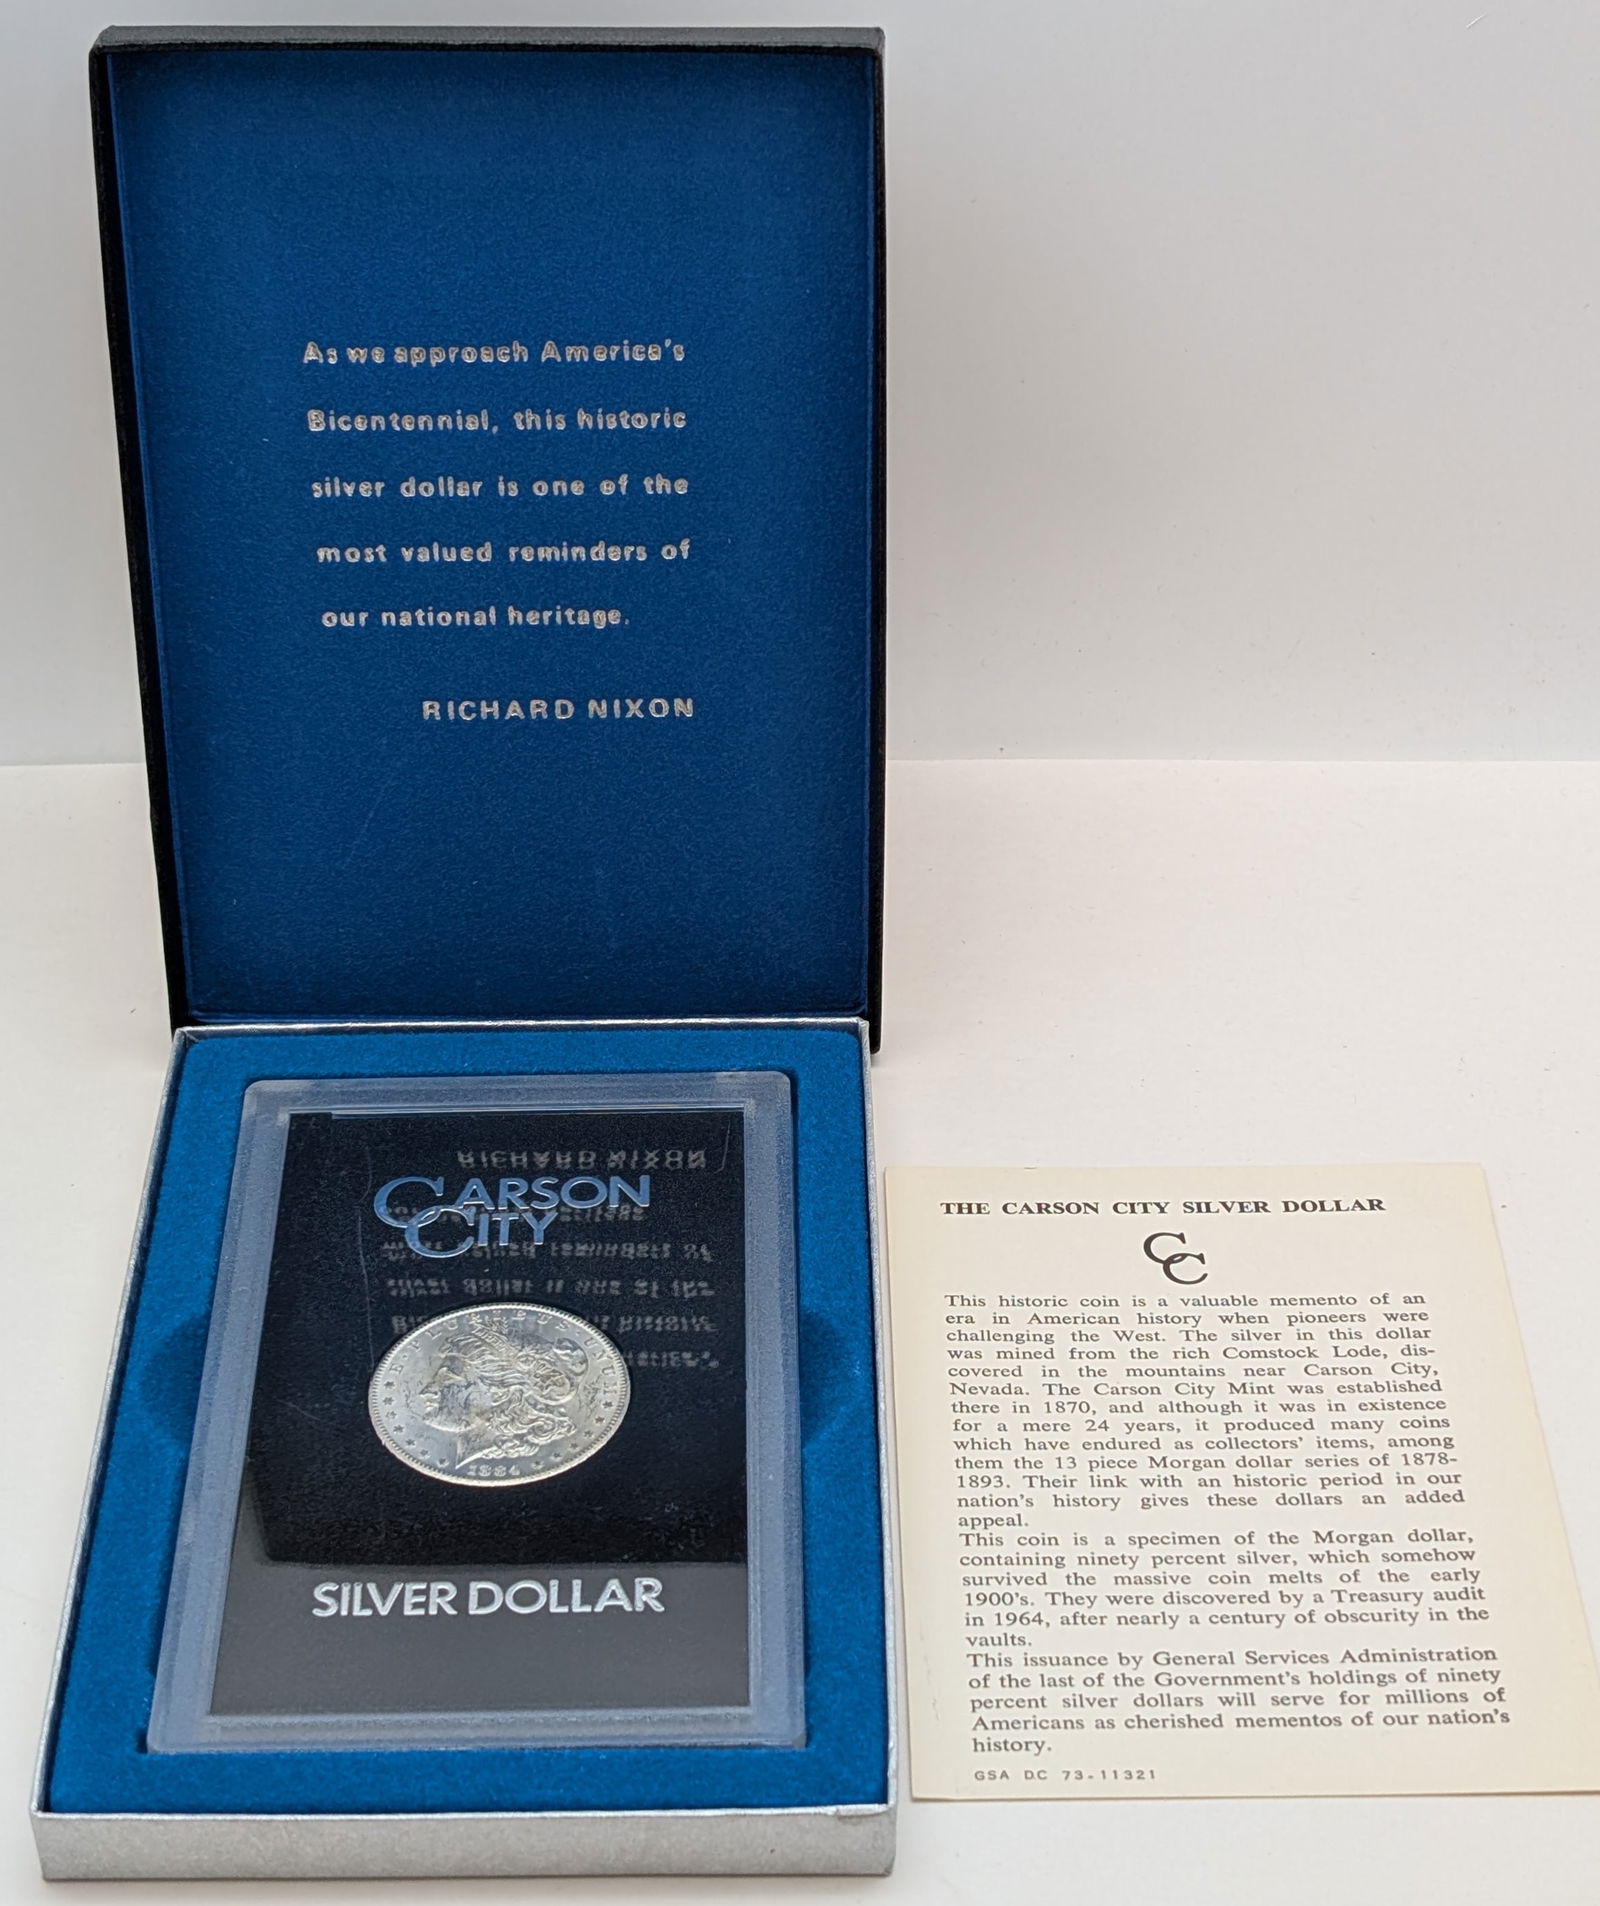 As we approach America's
Bicentennial, this historic
silver dollar is one of the
most valued reminders of
our national heritage.
RICHARD NIXON
CARSON
CITY
E PLURIBUS UNUM
1884
SILVER DOLLAR
THE CARSON CITY SILVER DOLLAR
CC
This historic coin is a valuable memento of an
era in American history when pioneers were
challenging the West. The silver in this dollar
was mined from the rich Comstock Lode, dis-
covered in the mountains near Carson City,
Nevada. The Carson City Mint was established
there in 1870, and although it was in existence
for a mere 24 years, it produced many coins
which have endured as collectors' items, among
them the 13 piece Morgan dollar series of 1878-
1893. Their link with an historic period in our
nation's history gives these dollars an added
appeal.
This coin is a specimen of the Morgan dollar,
containing ninety percent silver, which somehow
survived the massive coin melts of the early
1900's. They were discovered by a Treasury audit
in 1964, after nearly a century of obscurity in the
vaults.
This issuance by General Services Administration
of the last of the Government's holdings of ninety
percent silver dollars will serve for millions of
Americans as cherished mementos of our nation's
history.
GSA DC 73-11321